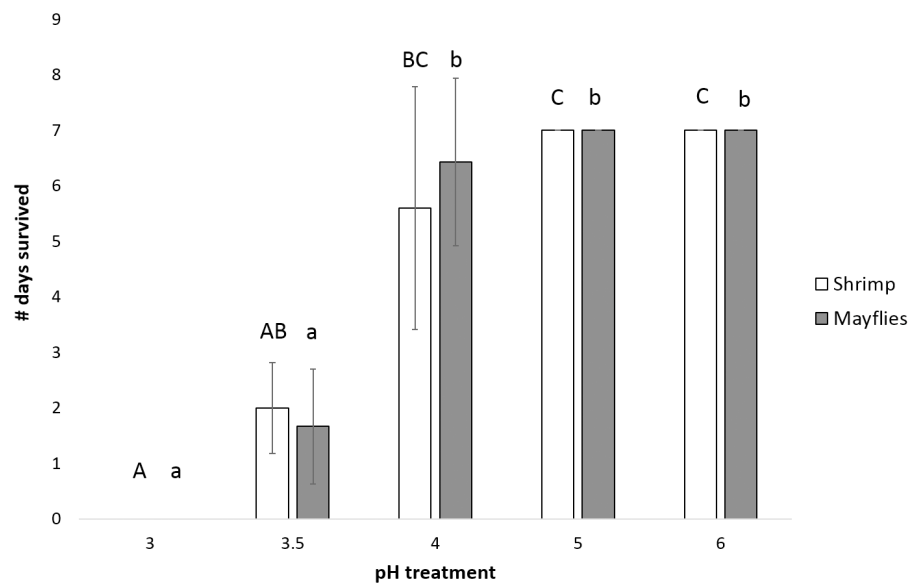 9
8
7
6
5
4
3
2
1
0
# days survived
A a
AB a
BC b
C b
C b
3 3.5 4 5 6
pH treatment
Shrimp
Mayflies